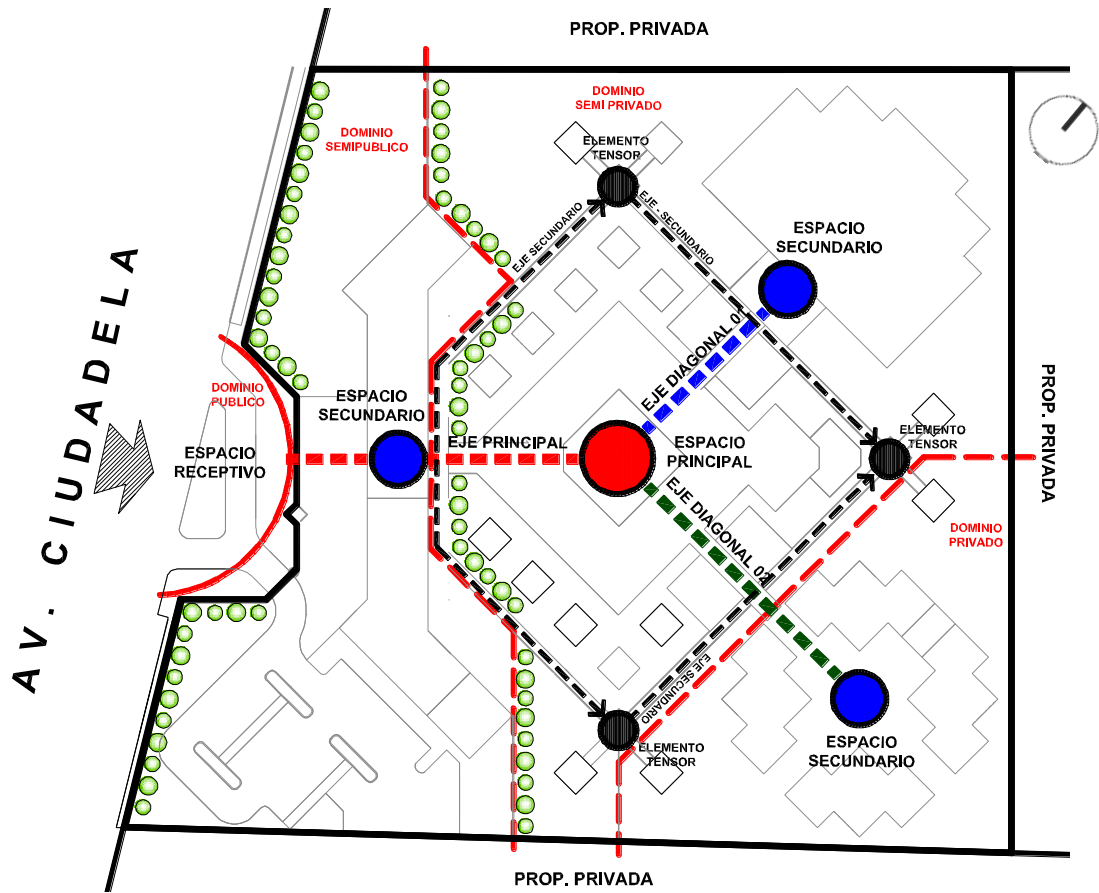 PROP. PRIVADA
DOMINIO
SEMI PRIVADO
DOMINIO
SEMIPUBLICO
ELEMENTO
TENSOR
EJE SECUNDARIO
EJE - SECUNDARIO
ESPACIO
SECUNDARIO
AV. CIUDADELA
DOMINIO
PUBLICO
ESPACIO
SECUNDARIO
EJE DIAGONAL 01
PROP. PRIVADA
ESPACIO
RECEPTIVO
EJE PRINCIPAL
ESPACIO
PRINCIPAL
ELEMENTO
TENSOR
EJE DIAGONAL 02
DOMINIO
PRIVADO
EJE SECUNDARIO
ELEMENTO
TENSOR
ESPACIO
SECUNDARIO
PROP. PRIVADA